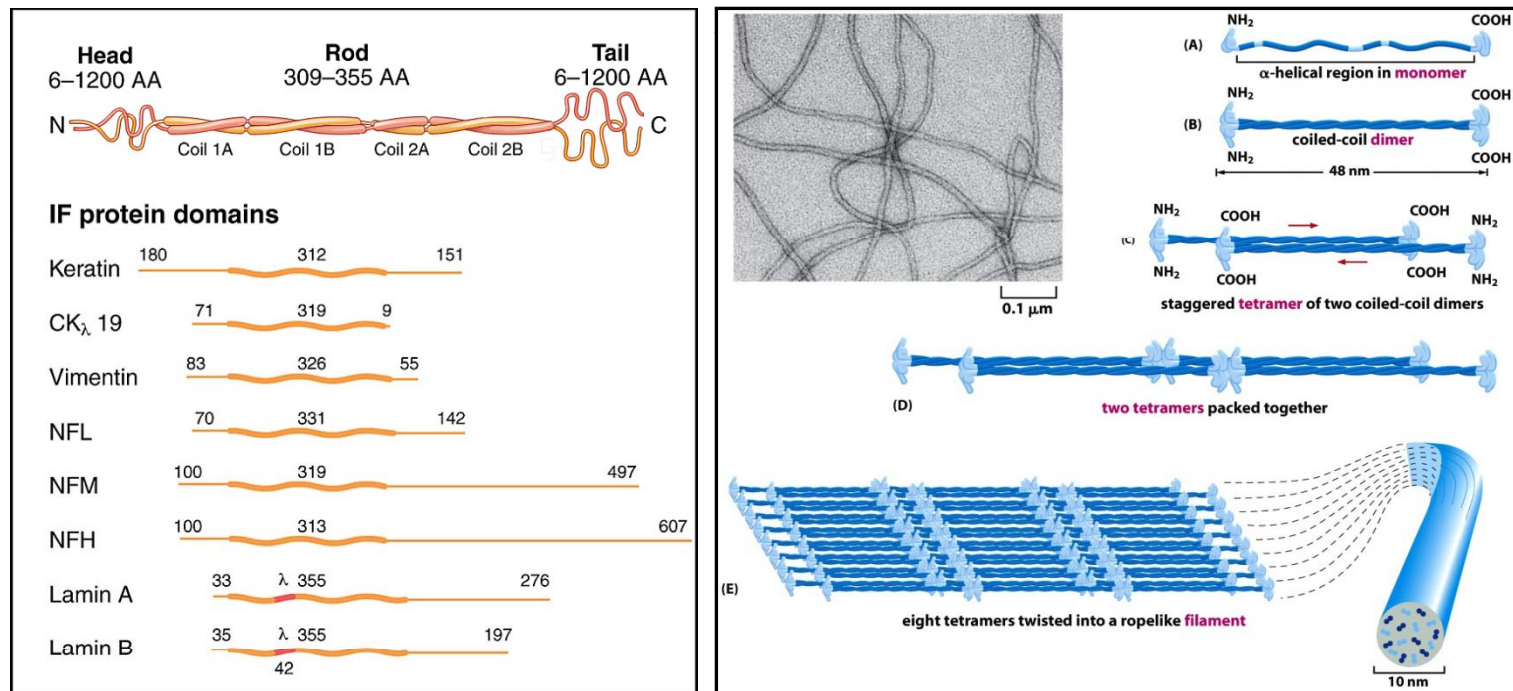 Head Rod Tail
6–1200 AA 309–355 AA 6–1200 AA
N C
Coil 1A Coil 1B Coil 2A Coil 2B
IF protein domains
180 312 151
Keratin
71 319 9
CKλ 19
83 326 55
Vimentin
70 331 142
NFL
100 319 497
NFM
100 313 607
NFH
33 λ 355 276
Lamin A
35 λ 355 197
Lamin B
42
0.1 μm
NH₂ COOH
(A)
α-helical region in monomer
NH₂ COOH
(B)
coiled-coil dimer
NH₂ COOH
48 nm
NH₂ COOH COOH NH₂
(C)
NH₂ COOH COOH NH₂
staggered tetramer of two coiled-coil dimers
(D)
two tetramers packed together
(E)
eight tetramers twisted into a ropelike filament
10 nm